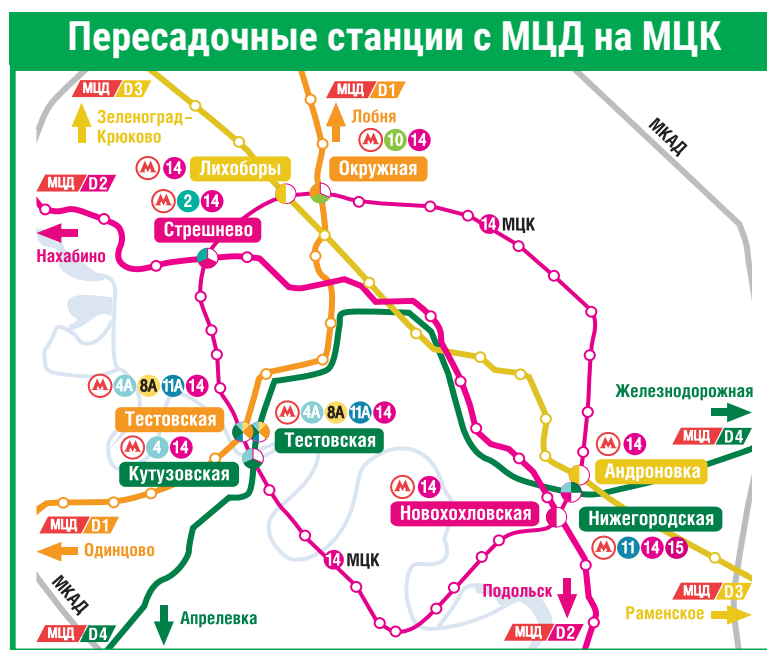 Пересадочные станции с МЦД на МЦК
МЦД D3
Зеленоград–
Крюково
МЦД D1
Лобня
М 10 14
МКАД
М 14
Лихоборы
Окружная
МЦД D2
М 2 14
Стрешнево
14 МЦК
Нахабино
М 4А 8А 11А 14
Тестовская
М 4А 8А 11А 14
Тестовская
Железнодорожная
МЦД D4
М 4 14
Кутузовская
М 14
Андроновка
М 14
Новохохловская
Нижегородская
М 11 14 15
МЦД D1
Одинцово
14 МЦК
МКАД
Подольск
МЦД D3
Раменское
Апрелевка
МЦД D4
МЦД D2